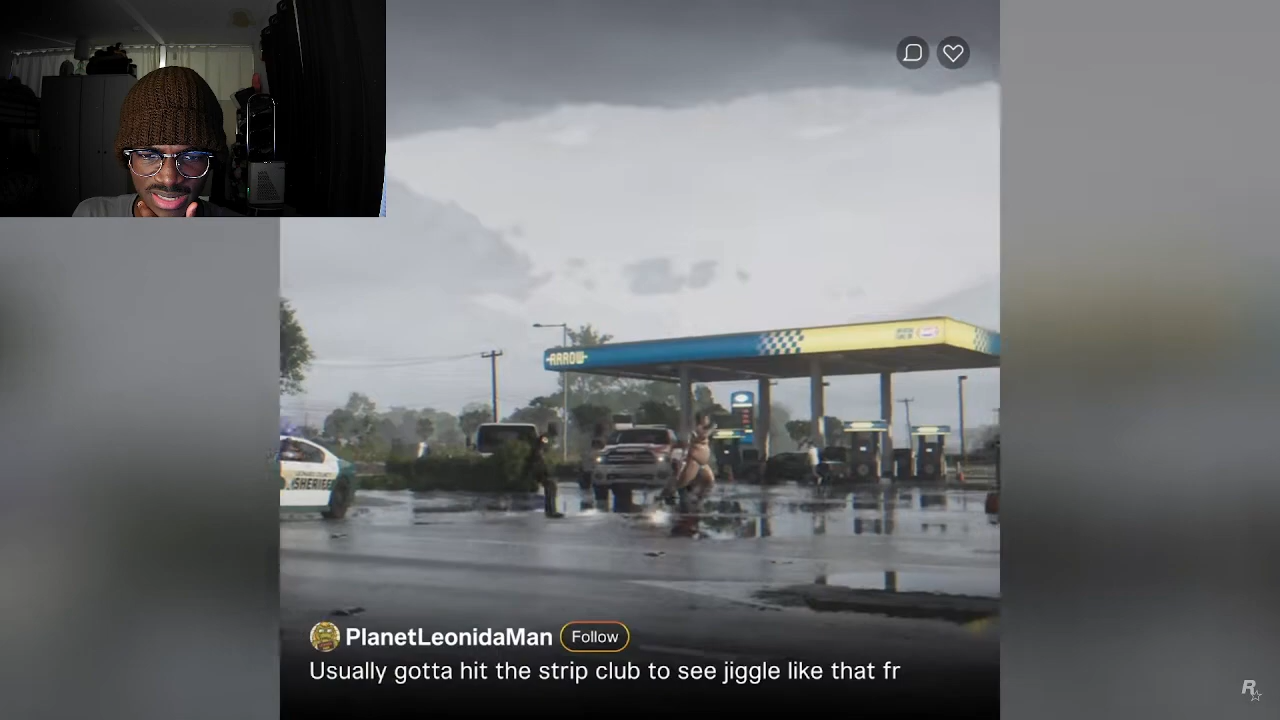 ARROW
SHERIFF
PlanetLeonidaMan
Follow
Usually gotta hit the strip club to see jiggle like that fr
R